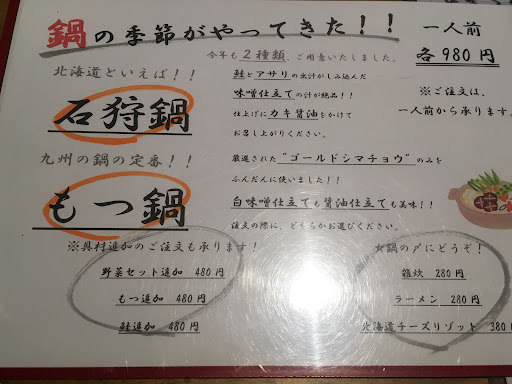 鍋の季節がやってきた!!
一人前
各980円
今年も2種類、ご用意いたしました。
北海道といえば!!
石狩鍋
鮭とアサリの出汁がしみ込んだ
味噌仕立ての汁が絶品!!
仕上げにカキ醤油をかけて
お召し上がりください。
※ご注文は、
一人前から承ります。
九州の鍋の定番!!
もつ鍋
厳選された"ゴールドシマチョウ"のみを
ふんだんに使いました!!
白味噌仕立ても醤油仕立ても美味!!
注文の際に、どちらかお選びください。
※具材追加のご注文も承ります!
野菜セット追加 480円
もつ追加 480円
鮭追加 480円
☆鍋の〆にどうぞ!
雑炊 280円
ラーメン 280円
北海道チーズリゾット 380円